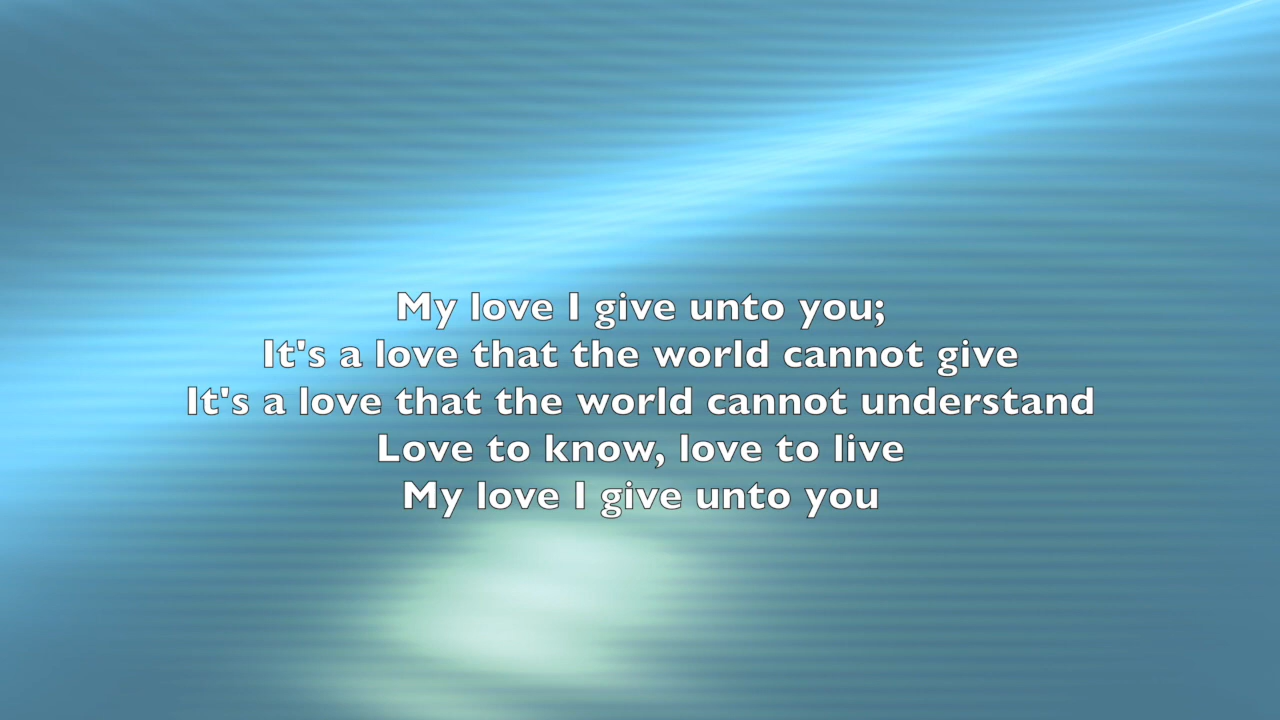 My love I give unto you;
It's a love that the world cannot give
It's a love that the world cannot understand
Love to know, love to live
My love I give unto you